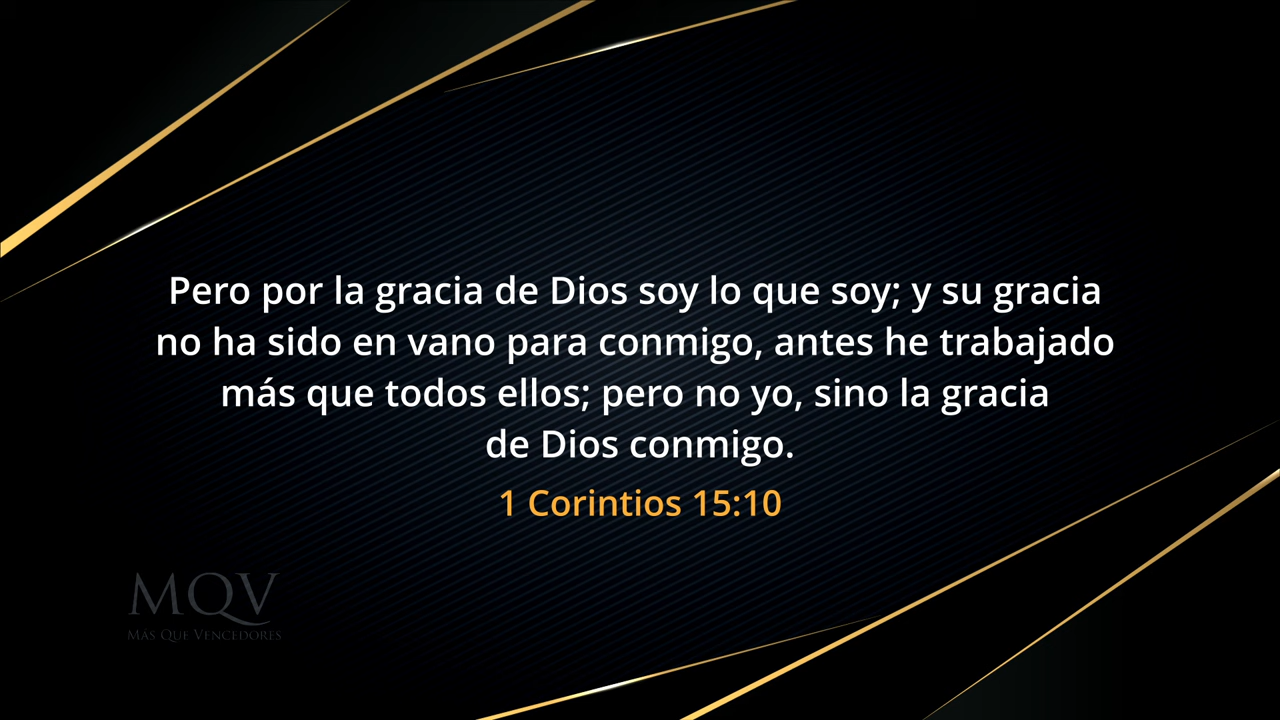 Pero por la gracia de Dios soy lo que soy; y su gracia
no ha sido en vano para conmigo, antes he trabajado
más que todos ellos; pero no yo, sino la gracia
de Dios conmigo.
1 Corintios 15:10
MQV
Más Que Vencedores